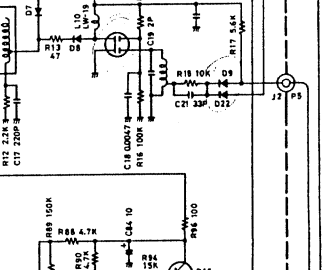 D7
L10
LW-19
C19 2P
R17 5.6K
R13
47
D8
R18 10K
D9
C21 33P
D22
J2
P5
R12 2.2K
C17 220P
C18 0.0047
R16 100K
R89 150K
R86 4.7K
C84 10
R96 100
R90
4.7K
R94
15K